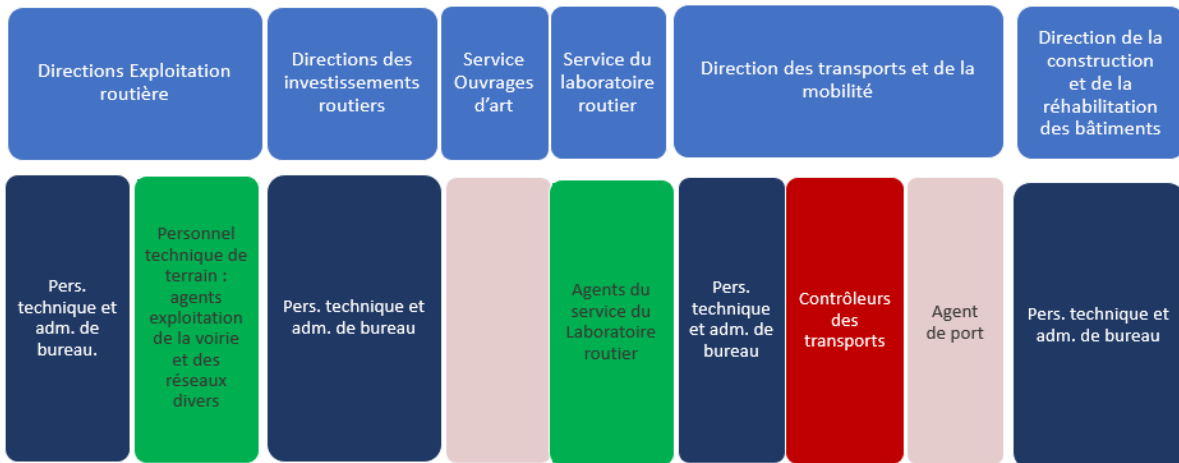 Directions Exploitation
routière
Directions des
investissements
routiers
Service
Ouvrages
d'art
Service du
laboratoire
routier
Direction des transports et de la
mobilité
Direction de la
construction
et de la
réhabilitation
des bâtiments
Pers.
technique et
adm. de
bureau.
Personnel
technique de
terrain :
agents
exploitation
de la voirie
et des
réseaux
divers
Pers. technique et
adm. de bureau
Agents du
service du
Laboratoire
routier
Pers.
technique
et adm. de
bureau
Contrôleurs
des
transports
Agent
de port
Pers. technique et
adm. de bureau